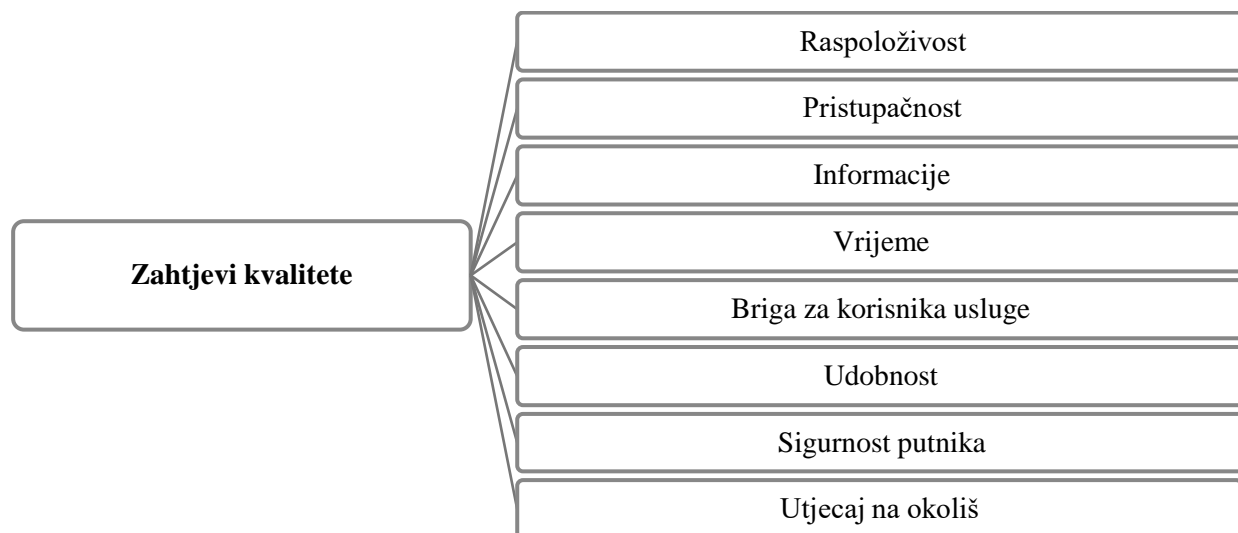 Zahtjevi kvalitete
Raspoloživost
Pristupačnost
Informacije
Vrijeme
Briga za korisnika usluge
Udobnost
Sigurnost putnika
Utjecaj na okoliš